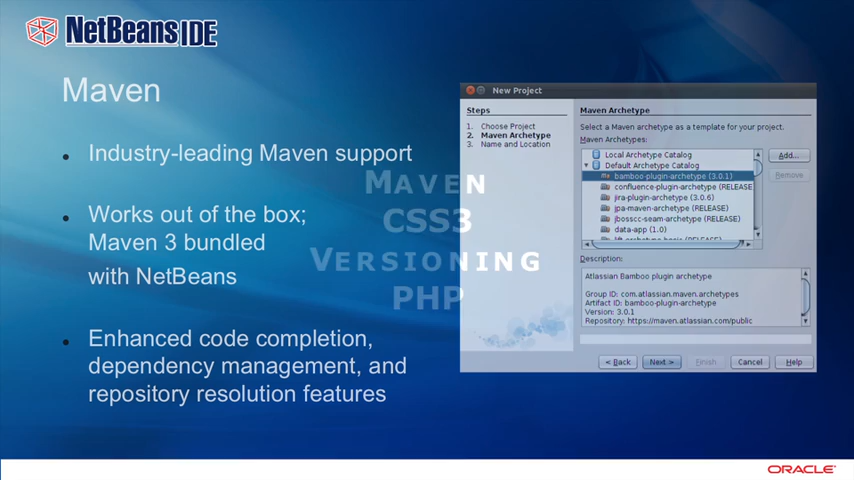 NetBeans IDE
Maven
Industry-leading Maven support
Works out of the box;
Maven 3 bundled
with NetBeans
Enhanced code completion,
dependency management, and
repository resolution features
MAVEN
CSS3
VERSIONING
PHP
New Project
Steps
1. Choose Project
2. Maven Archetype
3. Name and Location
Maven Archetype
Select a Maven archetype as a template for your project.
Maven Archetypes:
Local Archetype Catalog
Default Archetype Catalog
bamboo-plugin-archetype (3.0.1)
confluence-plugin-archetype (RELEASE
jira-plugin-archetype (3.0.6)
jpa-maven-archetype (RELEASE)
jbosscc-seam-archetype (RELEASE)
data-app (1.0)
Add...
Remove
Description:
Atlassian Bamboo plugin archetype
Group ID: com.atlassian.maven.archetypes
Artifact ID: bamboo-plugin-archetype
Version: 3.0.1
Repository: https://maven.atlassian.com/public
< Back
Next >
Finish
Cancel
Help
ORACLE